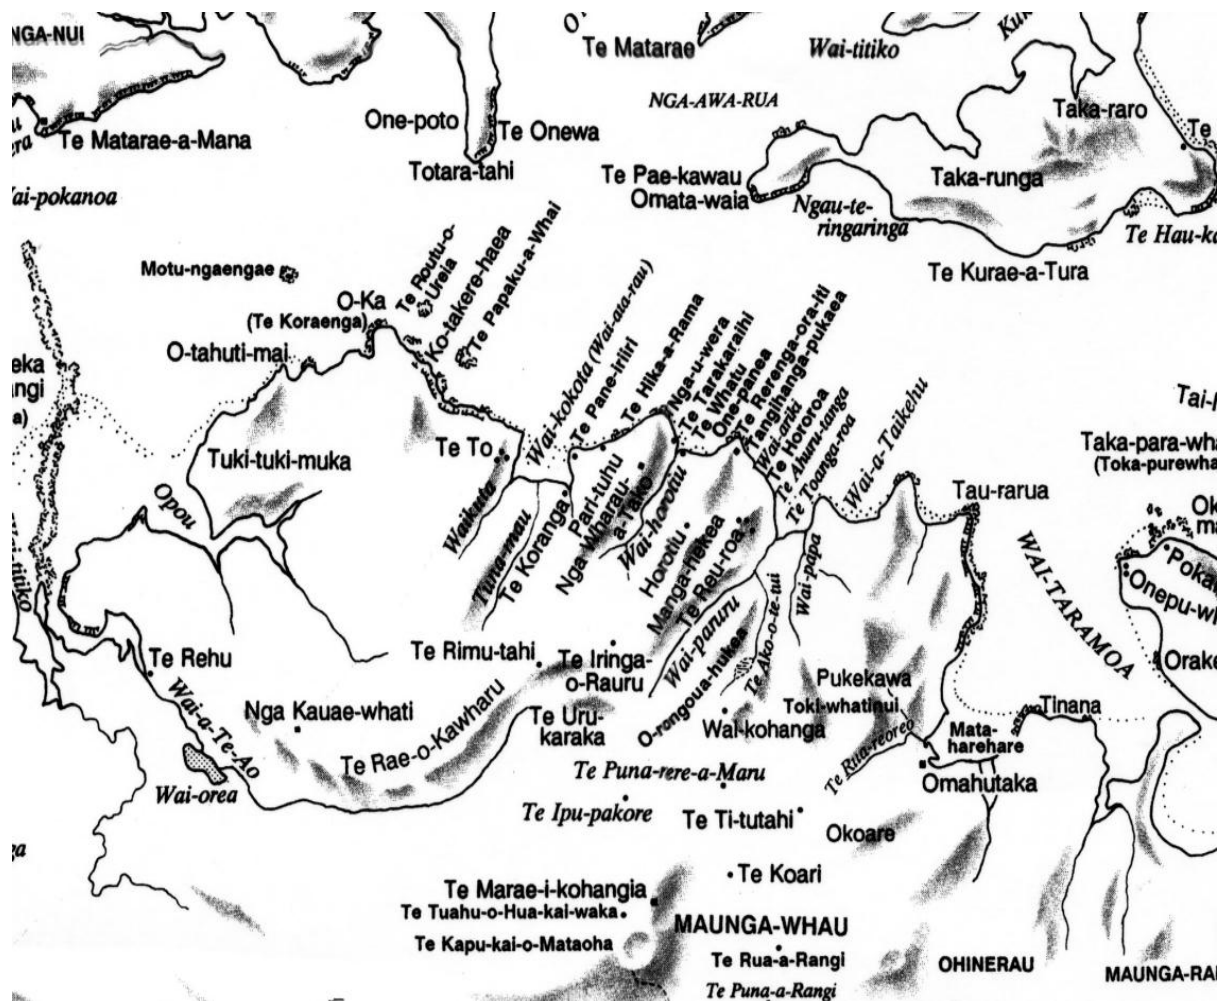 NGA-NUI
Te Matarae
Wai-titiko
NGA-AWA-RUA
Taka-raro
One-poto
Te Onewa
Te
Te Matarae-a-Mana
Totara-tahi
Te Pae-kawau
Omata-waia
Taka-runga
Ngau-te-
ringaringa
Te Kurae-a-Tura
Motu-ngaengae
O-Ka
(Te Koraenga)
O-tahuti-mai
Te Routu-o-
Ureia
Ko-takere-haea
Te Papaku-a-Whai
Wai-kokota (Wai-ata-rau)
Te Pane-iriiri
Te Hika-a-Rama
Nga-u-wera
Te Tarakaraihi
Te Whatu
One-panea
Te Rerenga-ora-iti
Tangihanga-pukaea
Wai-ariki
Te Hororoa
Te Ahuru-tanga
Te Toanga-roa
Wai-a-Taikehu
Tuki-tuki-muka
Te To
Opou
Waikuta
Tuna-mau
Te Koranga
Pari-tuhu
Nga-Wharau-
a-Tako
Wai-horotiu
Horotiu
Manga-hekea
Te Reu-roa
Wai-paruru
O-rongoua-hukea
Te Ako-o-te-tui
Wai-papa
Tau-rarua
WAI-TARAMOA
Taka-para-wha
(Toka-purewha
Te Rehu
Wai-a-Te-Ao
Te Rimu-tahi
Te Iringa-
o-Rauru
Nga Kauae-whati
Te Rae-o-Kawharu
Te Uru-
karaka
Wai-kohanga
Pukekawa
Toki-whatinui
Te Rua-reoreo
Mata-
harehare
Tinana
Omahutaka
Wai-orea
Te Puna-rere-a-Maru
Te Ipu-pakore
Te Ti-tutahi
Okoare
Te Koari
Te Marae-i-kohangia
Te Tuahu-o-Hua-kai-waka
MAUNGA-WHAU
Te Kapu-kai-o-Mataoha
Te Rua-a-Rangi
OHINERAU
Te Puna-a-Rangi